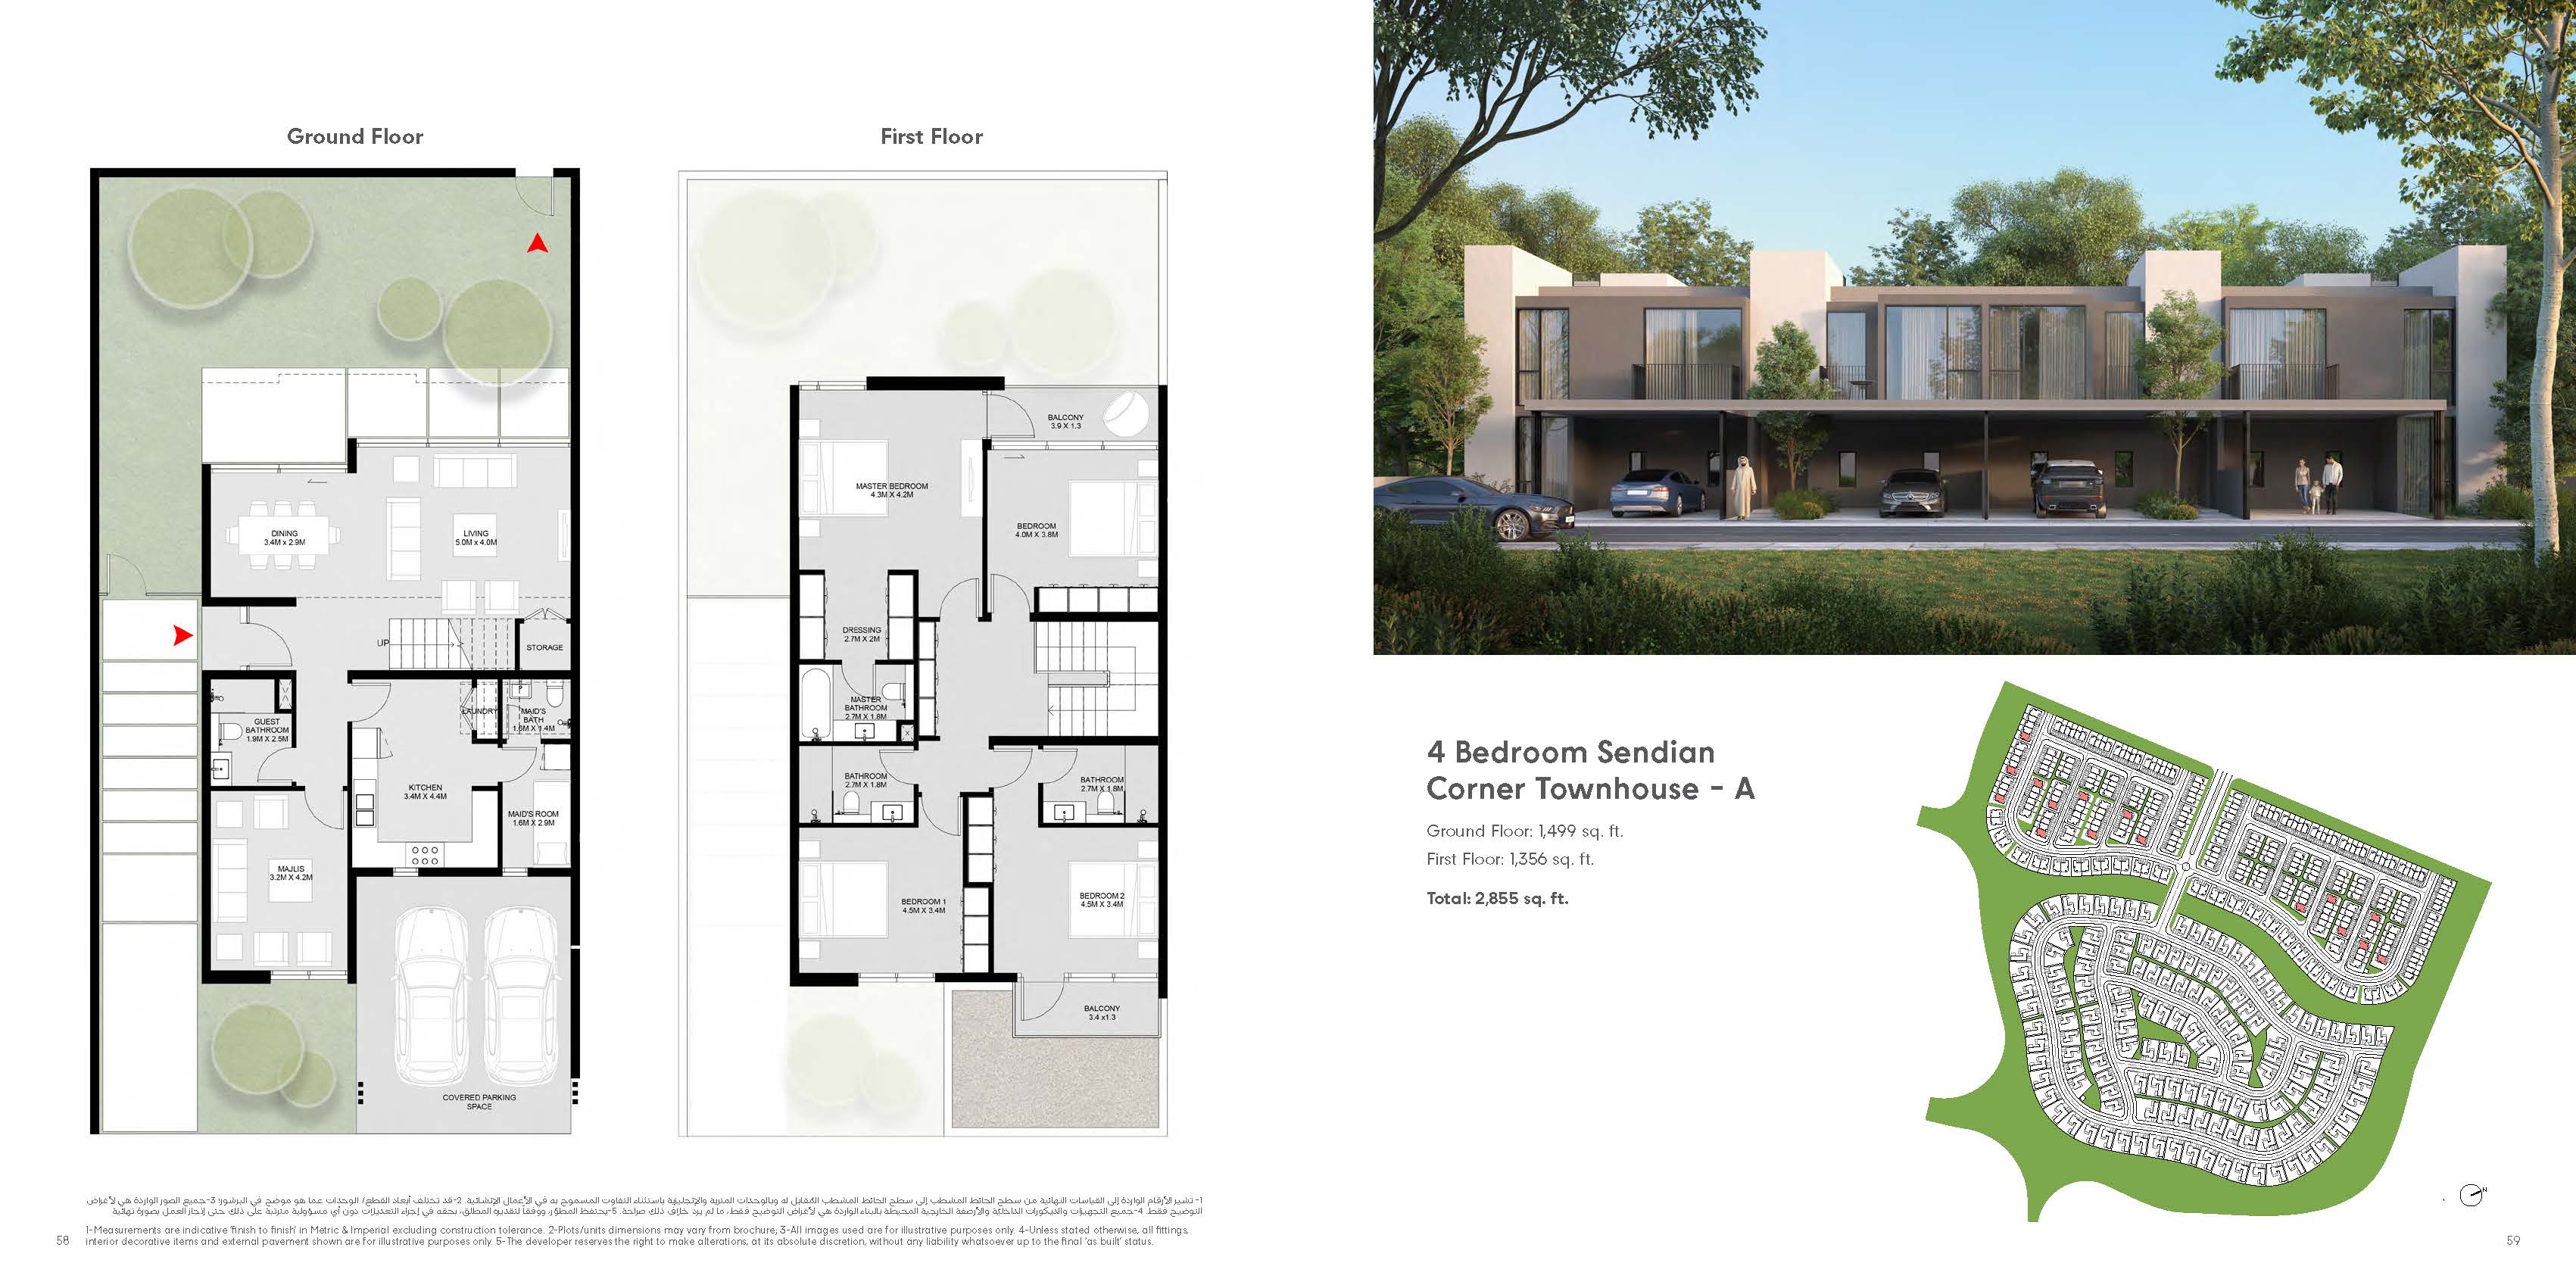 Ground Floor
DINING
3.4M x 2.9M
LIVING
5.0M x 4.0M
UP
STORAGE
GUEST
BATHROOM
1.9M X 2.5M
LAUNDRY
MAID'S
BATH
1.6M X 1.4M
KITCHEN
3.4M X 4.4M
MAID'S ROOM
1.6M X 2.9M
MAJLIS
3.2M X 4.2M
COVERED PARKING
SPACE
First Floor
BALCONY
3.9 X 1.3
MASTER BEDROOM
4.3M X 4.2M
BEDROOM
4.0M X 3.8M
DRESSING
2.7M X 2M
MASTER
BATHROOM
2.7M X 1.8M
BATHROOM
2.7M X 1.8M
BATHROOM
2.7M X 1.8M
BEDROOM 1
4.5M X 3.4M
BEDROOM 2
4.5M X 3.4M
BALCONY
3.4 x1.3
4 Bedroom Sendian
Corner Townhouse - A
Ground Floor: 1,499 sq. ft.
First Floor: 1,356 sq. ft.
Total: 2,855 sq. ft.
N
1- تشير الأرقام الواردة إلى القياسات النهائية من سطح الحائط المشطب إلى سطح الحائط المشطب المقابل له وبالوحدات المترية والإنجليزية باستثناء التفاوت المسموح به في الأعمال الإنشائية. 2-قد تختلف أبعاد القطع/ الوحدات عما هو موضح في البرشور؛ 3-جميع الصور الواردة هي لأغراض
التوضيح فقط. 4-جميع التجهيزات والديكورات الداخلية والأرصفة الخارجية المحيطة بالبناء الواردة هي لأغراض التوضيح فقط، ما لم يرد خلاف ذلك صراحة. 5-يحتفظ المطوّر، ووفقاً لتقديره المطلق، بحقه في إجراء التعديلات دون أي مسؤولية مترتبة على ذلك حتى إنجاز العمل بصورة نهائية
1-Measurements are indicative 'finish to finish' in Metric & Imperial excluding construction tolerance. 2-Plots/units dimensions may vary from brochure; 3-All images used are for illustrative purposes only. 4-Unless stated otherwise, all fittings,
interior decorative items and external pavement shown are for illustrative purposes only. 5-The developer reserves the right to make alterations, at its absolute discretion, without any liability whatsoever up to the final 'as built' status.
58
59